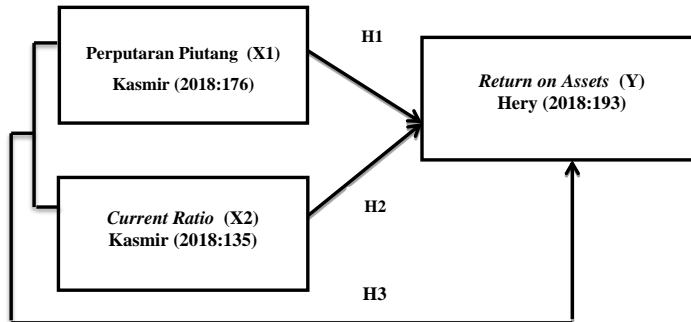 Perputaran Piutang (X1)
Kasmir (2018:176)
H1
Return on Assets (Y)
Hery (2018:193)
Current Ratio (X2)
Kasmir (2018:135)
H2
H3